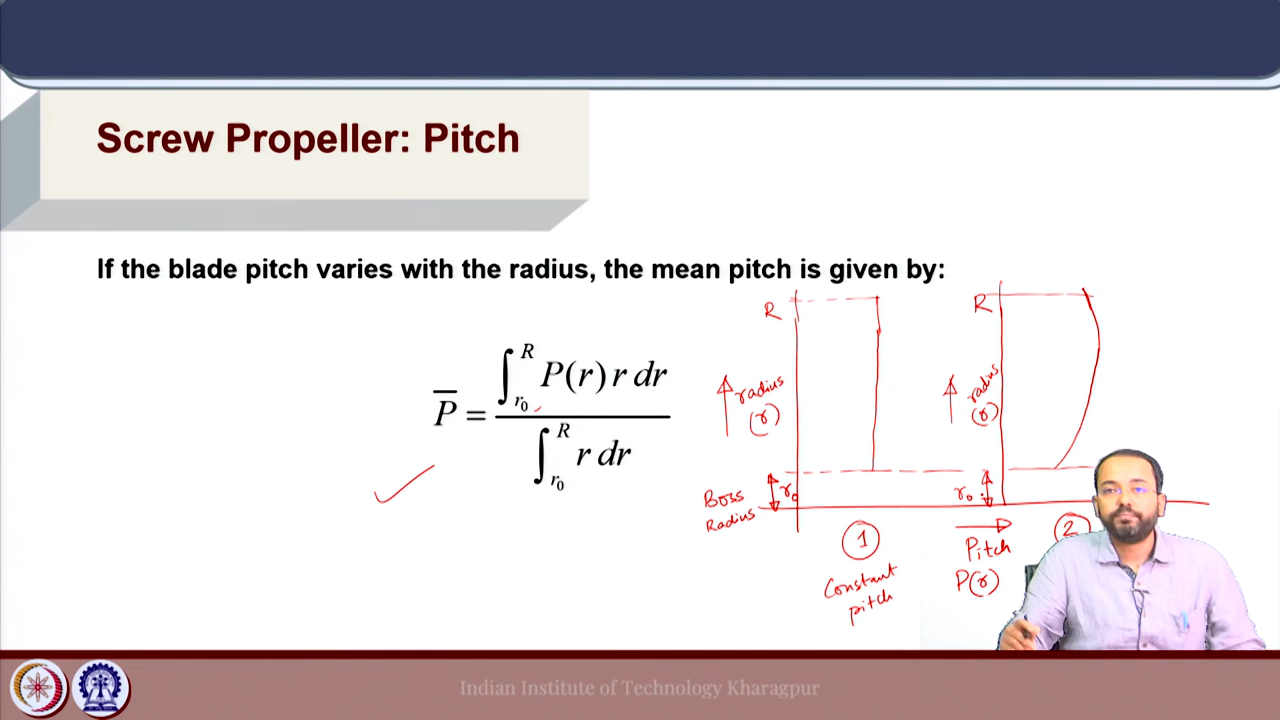 Screw Propeller: Pitch
If the blade pitch varies with the radius, the mean pitch is given by:
P̅ = ∫_{r₀}^{R} P(r) r dr / ∫_{r₀}^{R} r dr
R
radius
(r)
r₀
Boss
Radius
1
Constant
pitch
R
radius
(r)
r₀
Pitch
P(r)
2
Indian Institute of Technology Kharagpur